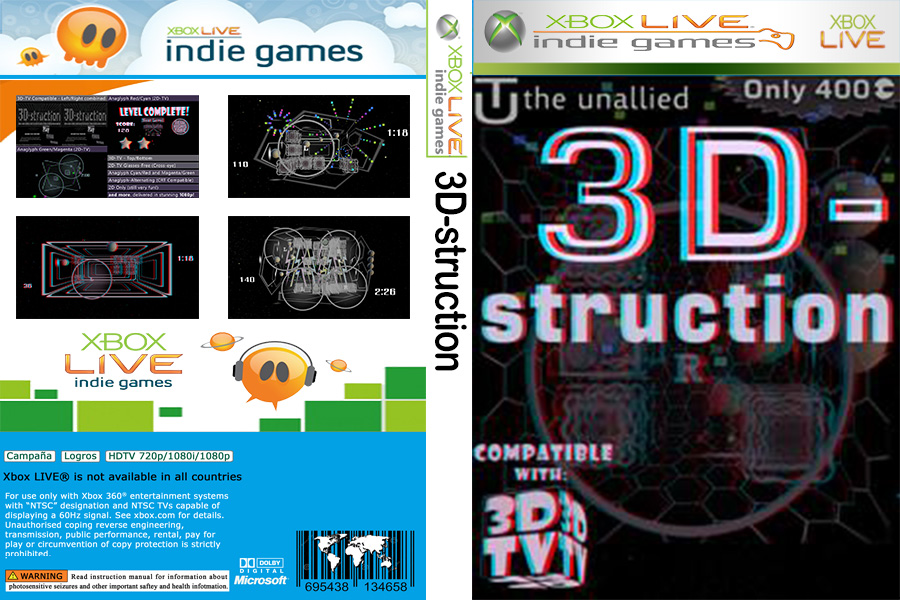 XBOX LIVE
indie games
3D-TV Compatible - Left/Right combined
Anaglyph Red/Cyan (2D-TV)
3D-struction
3D-struction
LEVEL COMPLETE!
SCORE:
120
Anaglyph Green/Magenta (2D-TV)
3D-TV - Top/Bottom
2D-TV Glasses Free (Cross-eye)
Anaglyph Cyan/Red and Magenta/Green
Anaglyph-Alternating (CRT Compatible)
2D Only (still very fun!)
and more, delivered in stunning 1080p!
1:18
110
1:18
36
140
2:26
XBOX
LIVE
indie games
Campaña Logros HDTV 720p/1080i/1080p
Xbox LIVE® is not available in all countries
For use only with Xbox 360® entertainment systems
with “NTSC” designation and NTSC TVs capable of
displaying a 60Hz signal. See xbox.com for details.
Unauthorised coping reverse engineering,
transmission, public performance, rental, pay for
play or circumvention of copy protection is strictly
prohibited.
WARNING Read instruction manual for information about
photosensitive seizures and other important saftey and health infotmation.
DOLBY
DIGITAL
Microsoft®
695438 134658
XBOX LIVE
indie games
3D-struction
XBOX LIVE
indie games
XBOX
LIVE
the unallied
Only 400
3D-
struction
COMPATIBLE
WITH:
3D
TV
3D
TV